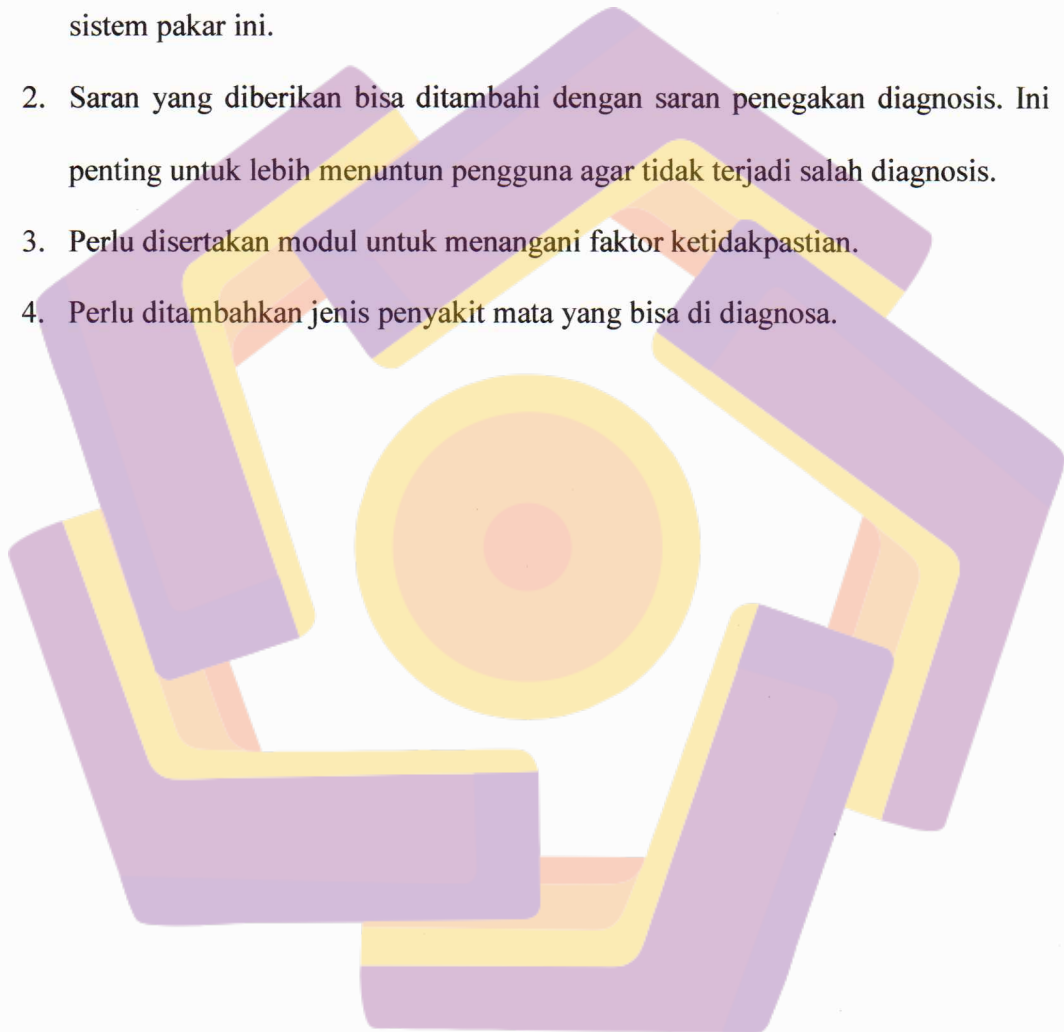 sistem pakar ini.
2. Saran yang diberikan bisa ditambahi dengan saran penegakan diagnosis. Ini
penting untuk lebih menuntun pengguna agar tidak terjadi salah diagnosis.
3. Perlu disertakan modul untuk menangani faktor ketidakpastian.
4. Perlu ditambahkan jenis penyakit mata yang bisa di diagnosa.